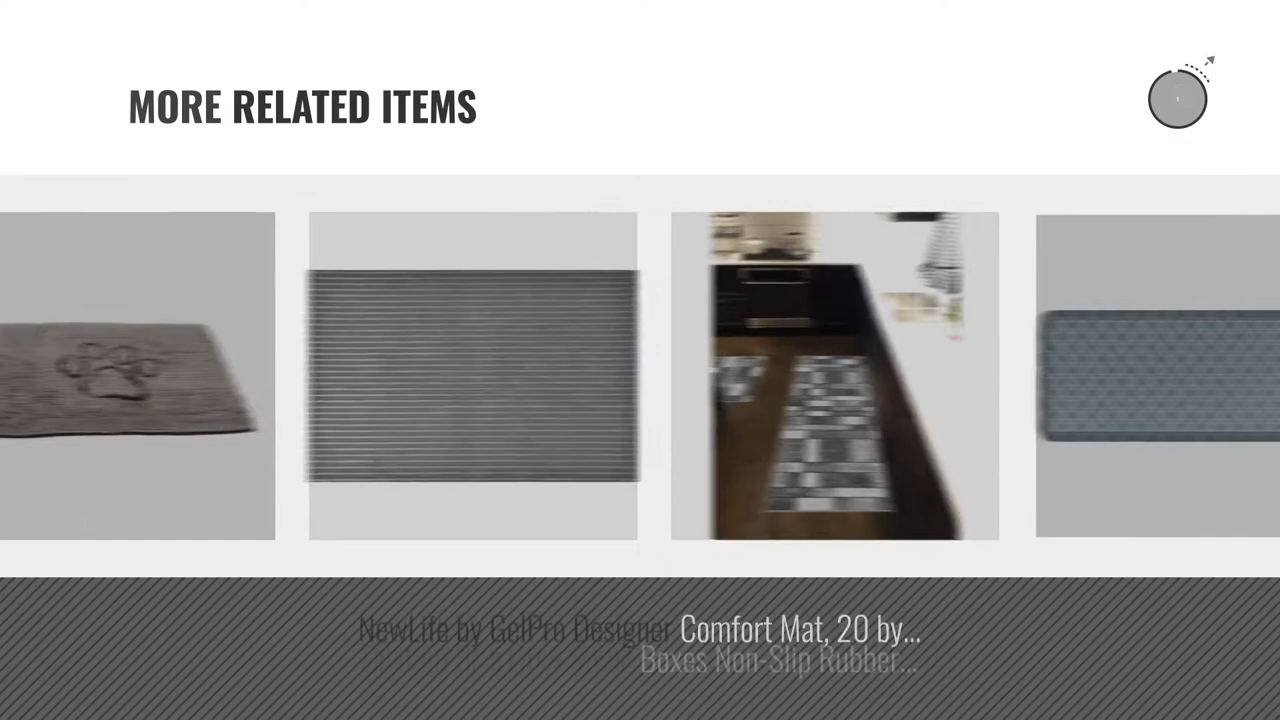 MORE RELATED ITEMS
NewLife by GelPro Designer Comfort Mat, 20 by...
Boxes Non-Slip Rubber...